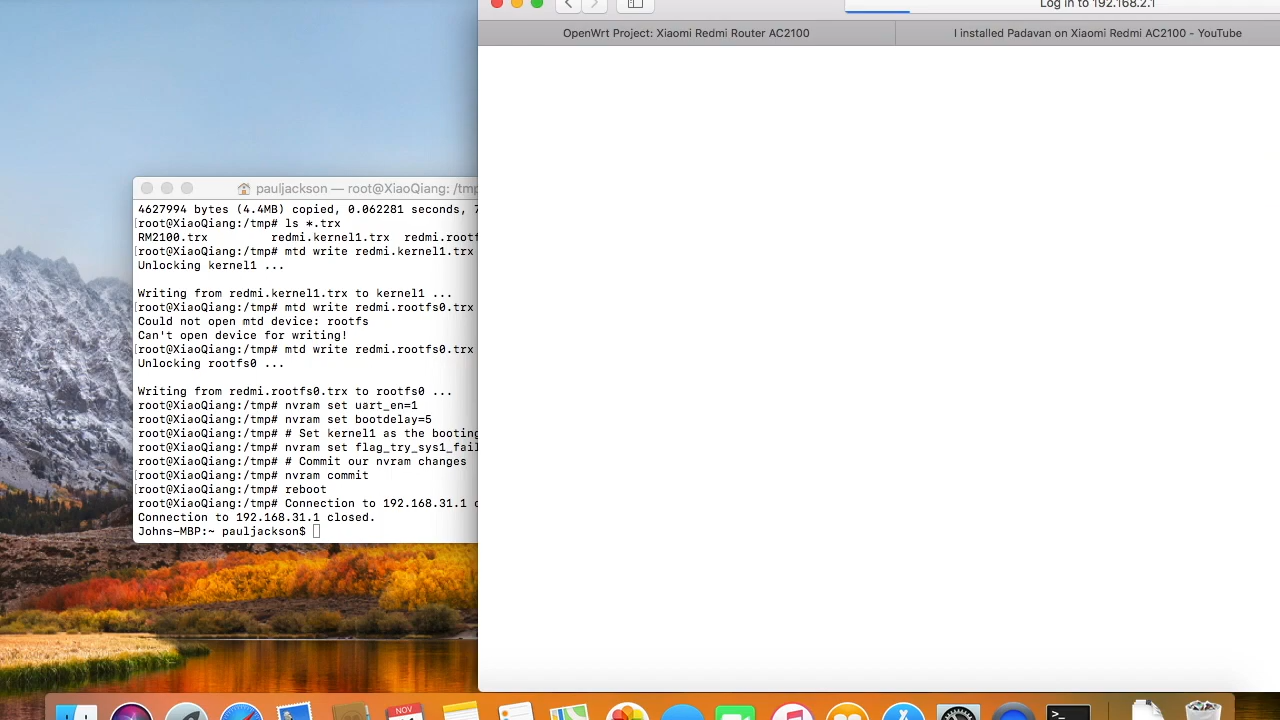 Log in to 192.168.2.1
OpenWrt Project: Xiaomi Redmi Router AC2100
I installed Padavan on Xiaomi Redmi AC2100 - YouTube
pauljackson — root@XiaoQiang: /tmp
4627994 bytes (4.4MB) copied, 0.062281 seconds, 7
[root@XiaoQiang:/tmp# ls *.trx
RM2100.trx redmi.kernel1.trx redmi.rootf
[root@XiaoQiang:/tmp# mtd write redmi.kernel1.trx
Unlocking kernel1 ...
Writing from redmi.kernel1.trx to kernel1 ...
[root@XiaoQiang:/tmp# mtd write redmi.rootfs0.trx
Could not open mtd device: rootfs
Can't open device for writing!
[root@XiaoQiang:/tmp# mtd write redmi.rootfs0.trx
Unlocking rootfs0 ...
Writing from redmi.rootfs0.trx to rootfs0 ...
root@XiaoQiang:/tmp# nvram set uart_en=1
root@XiaoQiang:/tmp# nvram set bootdelay=5
root@XiaoQiang:/tmp# # Set kernel1 as the booting
root@XiaoQiang:/tmp# nvram set flag_try_sys1_fail
root@XiaoQiang:/tmp# # Commit our nvram changes
[root@XiaoQiang:/tmp# nvram commit
[root@XiaoQiang:/tmp# reboot
root@XiaoQiang:/tmp# Connection to 192.168.31.1 c
Connection to 192.168.31.1 closed.
Johns-MBP:~ pauljackson$
NOV
>_